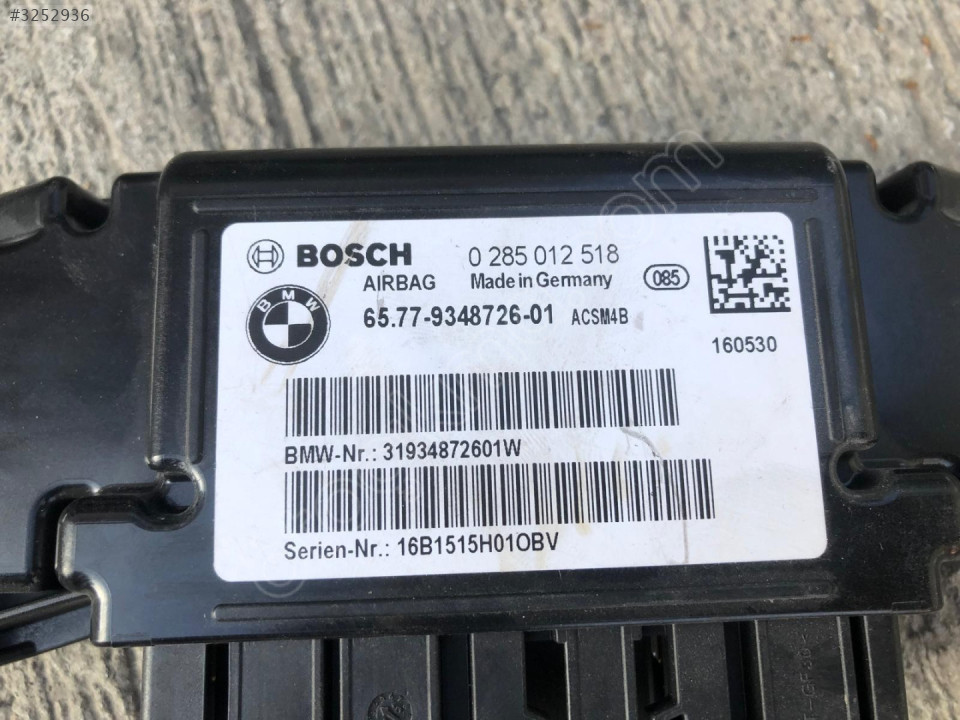 #3252936
BOSCH 0 285 012 518
AIRBAG Made in Germany 085
BMW
65.77-9348726-01 ACSM4B
160530
BMW-Nr.: 31934872601W
Serien-Nr.: 16B1515H01OBV